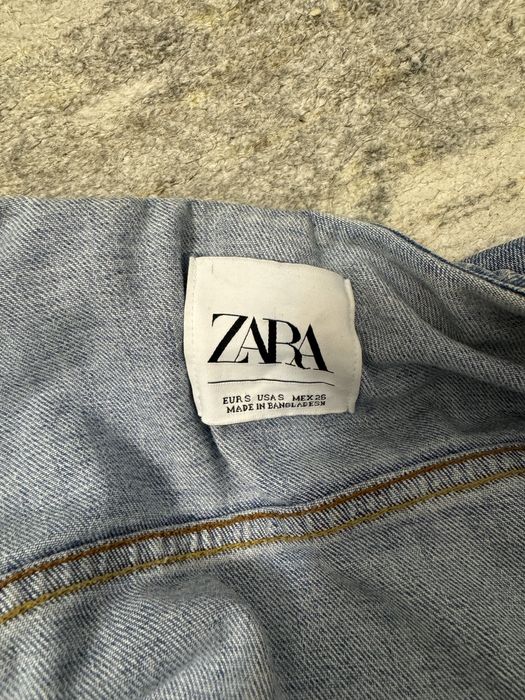 ZARA
EUR S USA S MEX 26
MADE IN BANGLADESH